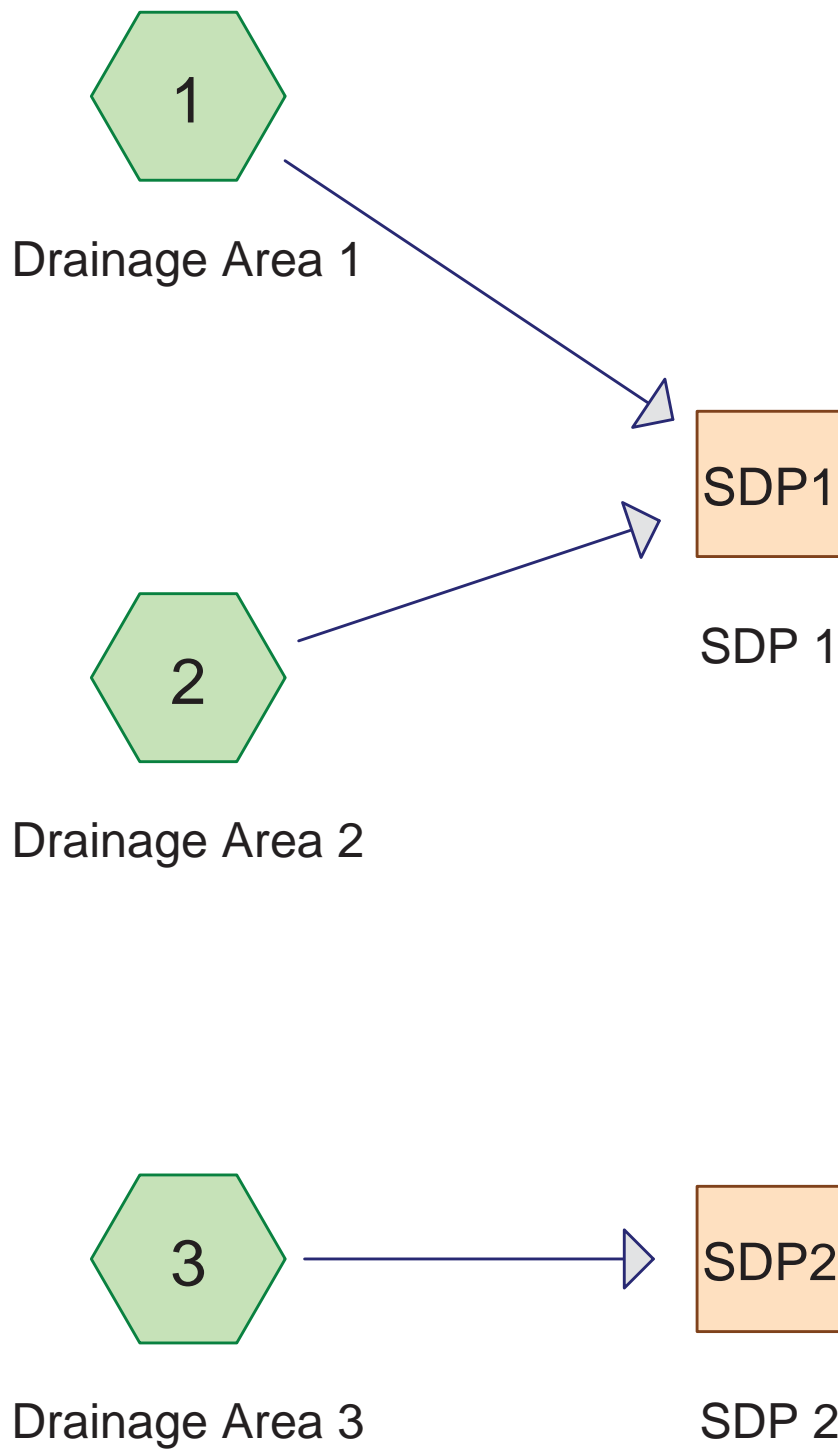 1
Drainage Area 1
SDP1
SDP 1
2
Drainage Area 2
3
SDP2
Drainage Area 3
SDP 2